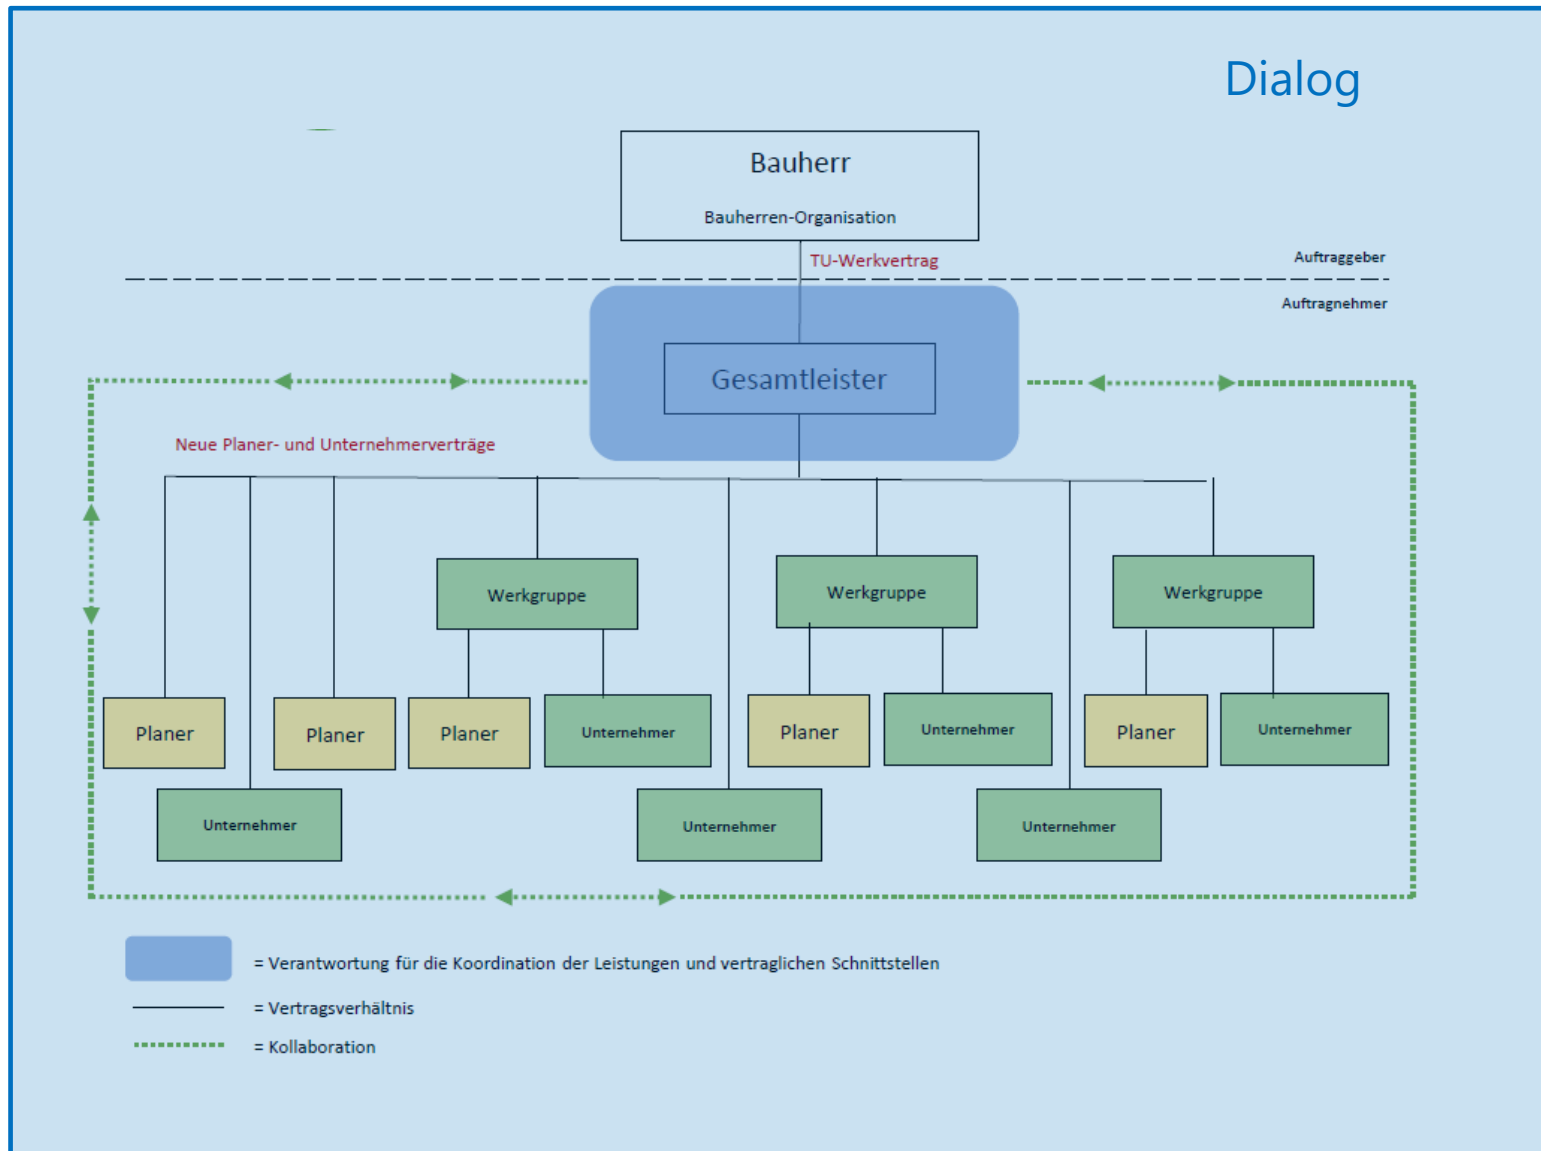 Dialog
Bauherr
Bauherren-Organisation
TU-Werkvertrag
Auftraggeber
Auftragnehmer
Gesamtleister
Neue Planer- und Unternehmerverträge
Werkgruppe
Werkgruppe
Werkgruppe
Planer
Planer
Planer
Unternehmer
Planer
Unternehmer
Planer
Unternehmer
Unternehmer
Unternehmer
Unternehmer
= Verantwortung für die Koordination der Leistungen und vertraglichen Schnittstellen
= Vertragsverhältnis
= Kollaboration